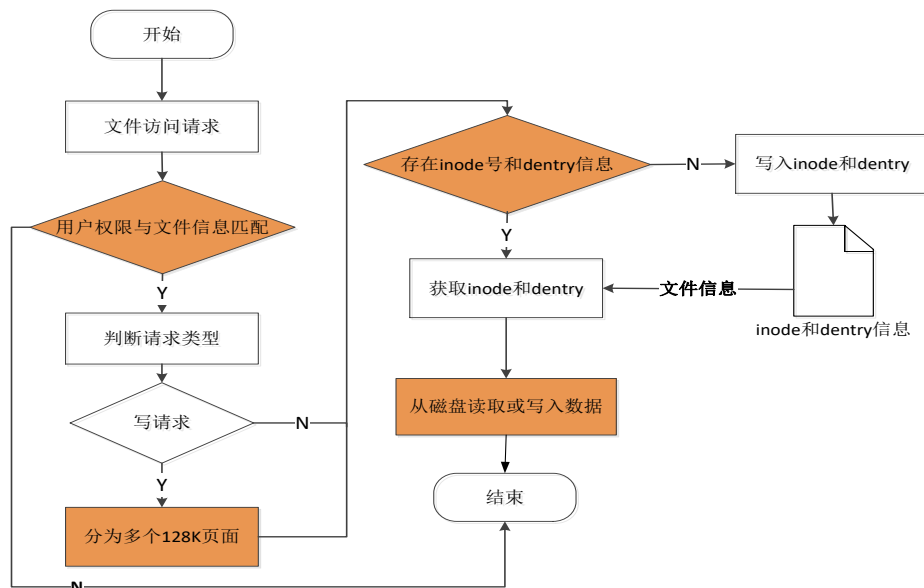 开始
文件访问请求
用户权限与文件信息匹配
Y
判断请求类型
写请求
N
Y
分为多个128K页面
N
存在inode号和dentry信息
N
写入inode和dentry
Y
获取inode和dentry
文件信息
inode和dentry信息
从磁盘读取或写入数据
结束